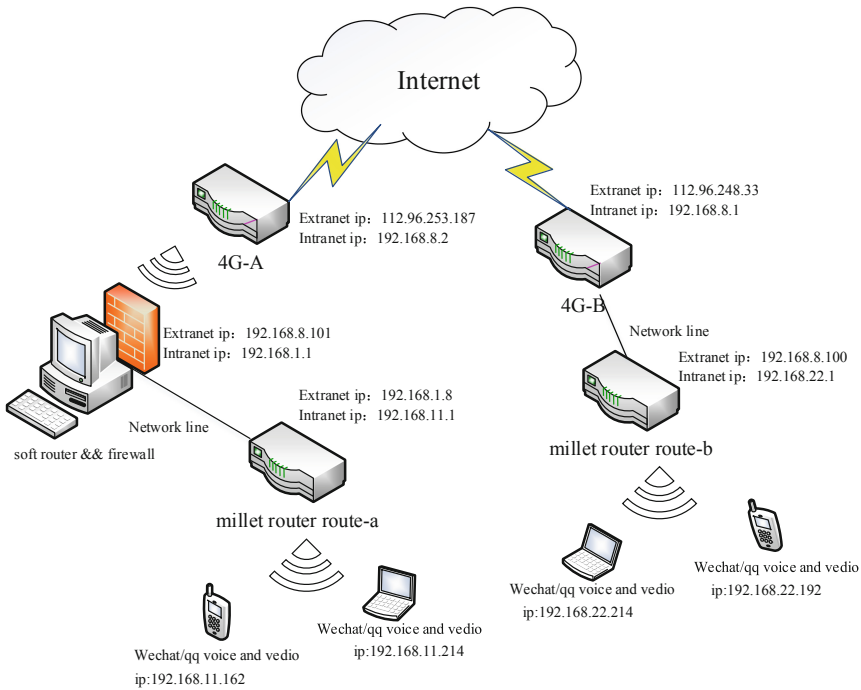 Internet
Extranet ip：112.96.253.187
Intranet ip：192.168.8.2
4G-A
Extranet ip：112.96.248.33
Intranet ip：192.168.8.1
4G-B
Network line
Extranet ip：192.168.8.101
Intranet ip：192.168.1.1
soft router && firewall
Network line
Extranet ip：192.168.1.8
Intranet ip：192.168.11.1
millet router route-a
Extranet ip：192.168.8.100
Intranet ip：192.168.22.1
millet router route-b
Wechat/qq voice and vedio
ip:192.168.11.162
Wechat/qq voice and vedio
ip:192.168.11.214
Wechat/qq voice and vedio
ip:192.168.22.214
Wechat/qq voice and vedio
ip:192.168.22.192